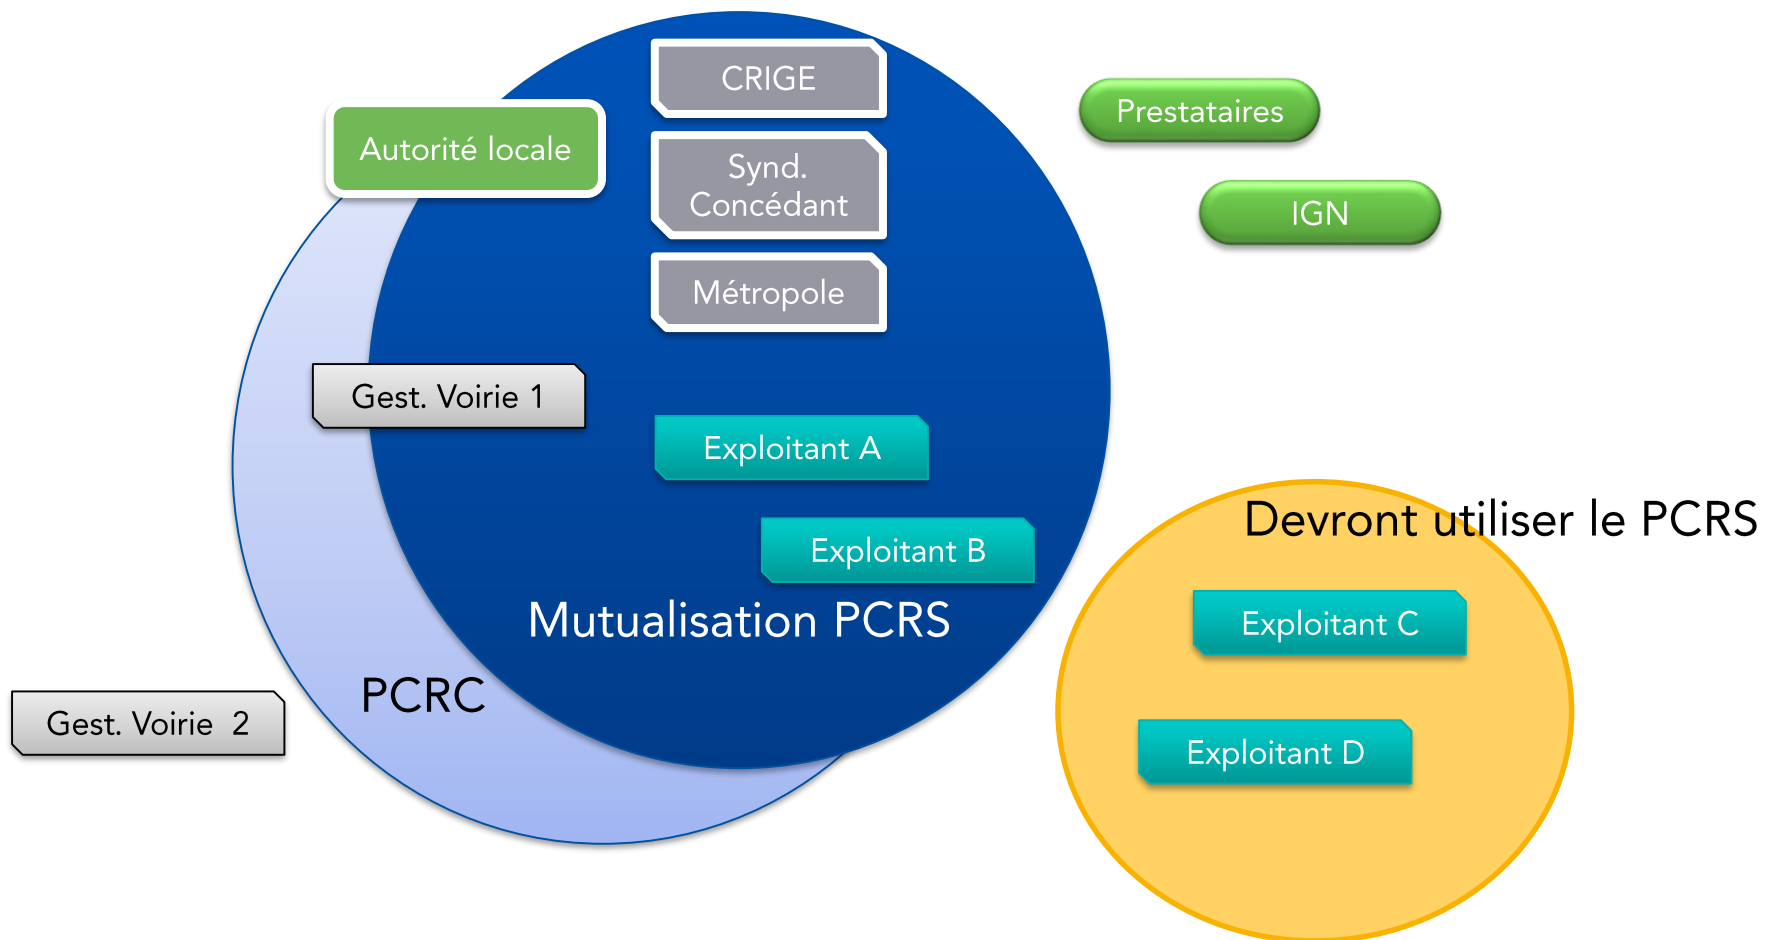 CRIGE
Prestataires
Autorité locale
Synd.
Concédant
IGN
Métropole
Gest. Voirie 1
Exploitant A
Devront utiliser le PCRS
Exploitant B
Mutualisation PCRS
Exploitant C
PCRC
Gest. Voirie  2
Exploitant D